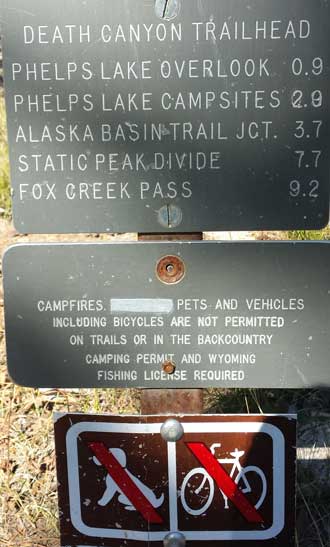 DEATH CANYON TRAILHEAD
PHELPS LAKE OVERLOOK 0.9
PHELPS LAKE CAMPSITES
ALASKA BASIN TRAIL JCT. 3.7
STATIC PEAK DIVIDE 7.7
FOX CREEK PASS 9.2
CAMPFIRES, PETS AND VEHICLES
INCLUDING BICYCLES ARE NOT PERMITTED
ON TRAILS OR IN THE BACKCOUNTRY
CAMPING PERMIT AND WYOMING
FISHING LICENSE REQUIRED